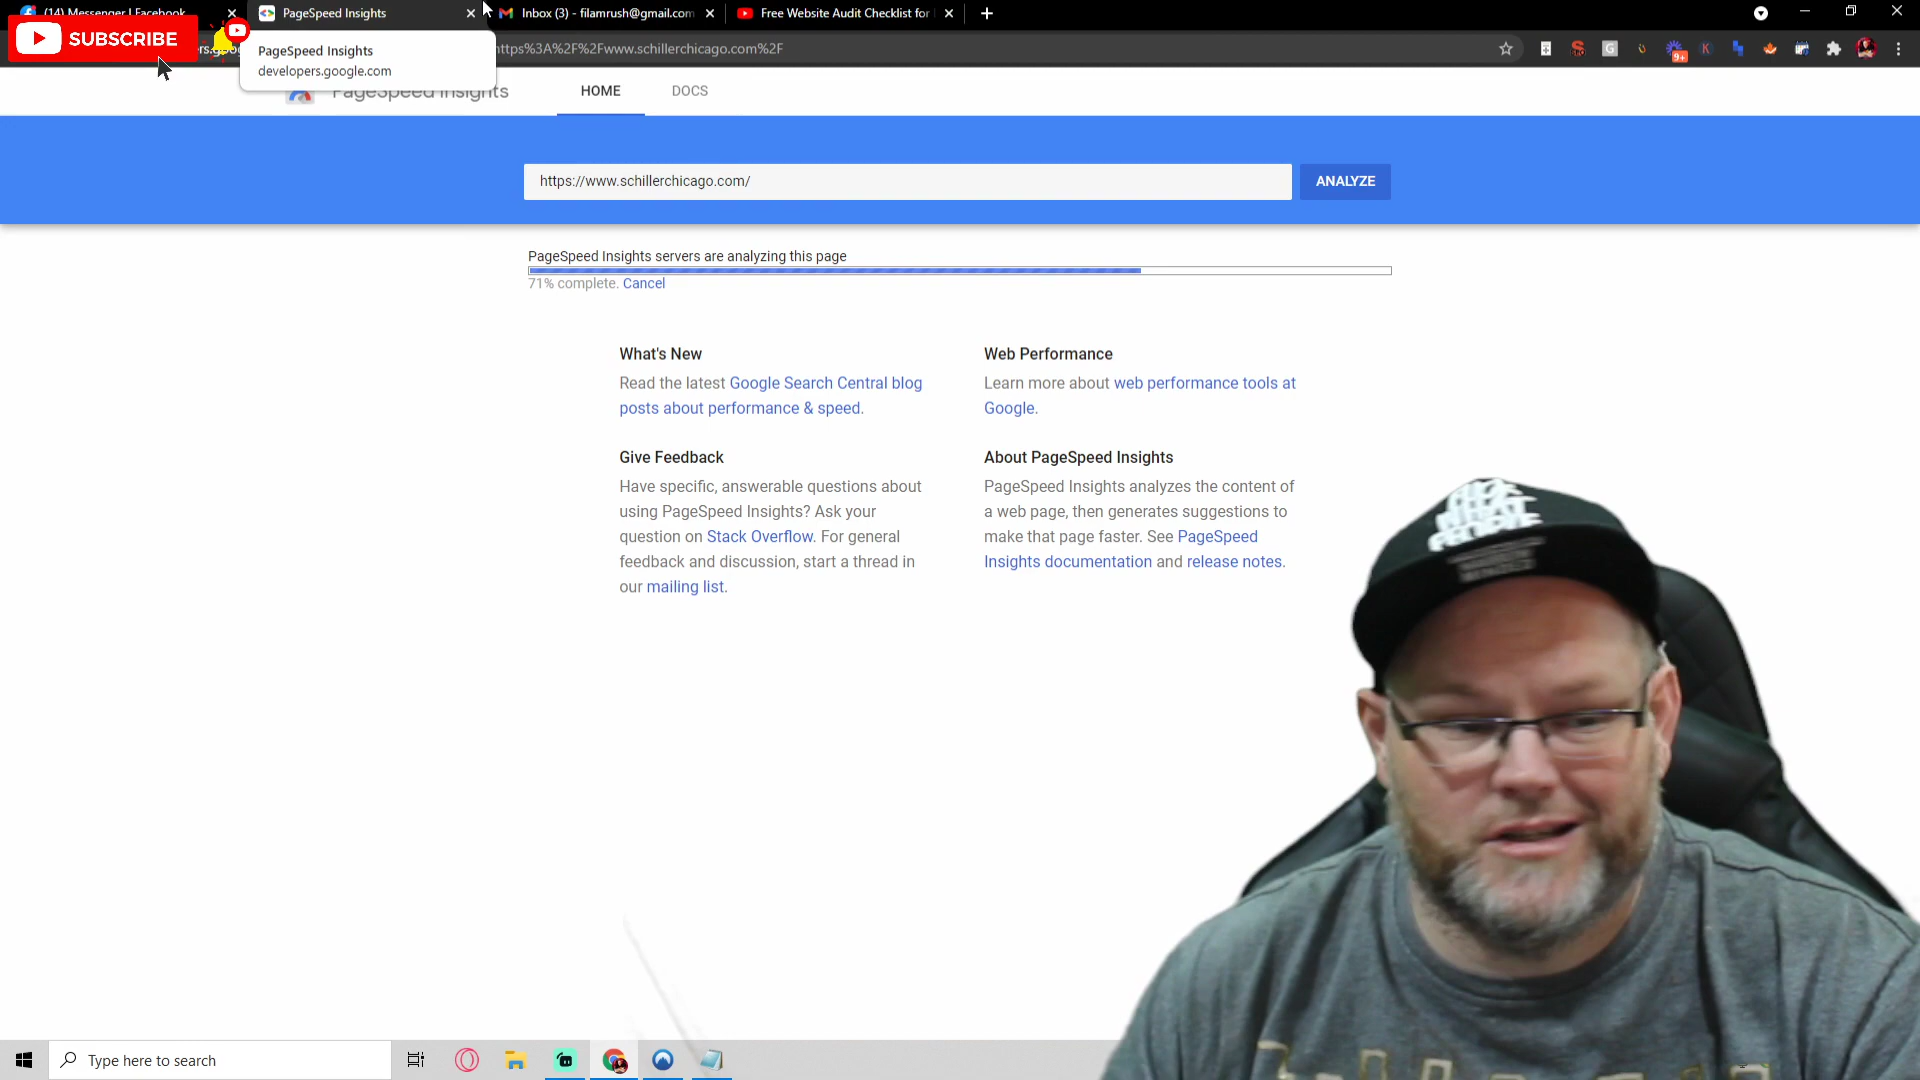 (14) Messenger | Facebook
PageSpeed Insights
Inbox (3) - filamrush@gmail.com
Free Website Audit Checklist for
SUBSCRIBE
PageSpeed Insights
developers.google.com
https%3A%2F%2Fwww.schillerchicago.com%2F
9+
PageSpeed Insights
HOME
DOCS
https://www.schillerchicago.com/
ANALYZE
PageSpeed Insights servers are analyzing this page
71% complete. Cancel
What's New
Read the latest Google Search Central blog
posts about performance & speed.
Web Performance
Learn more about web performance tools at
Google.
Give Feedback
Have specific, answerable questions about
using PageSpeed Insights? Ask your
question on Stack Overflow. For general
feedback and discussion, start a thread in
our mailing list.
About PageSpeed Insights
PageSpeed Insights analyzes the content of
a web page, then generates suggestions to
make that page faster. See PageSpeed
Insights documentation and release notes.
Type here to search